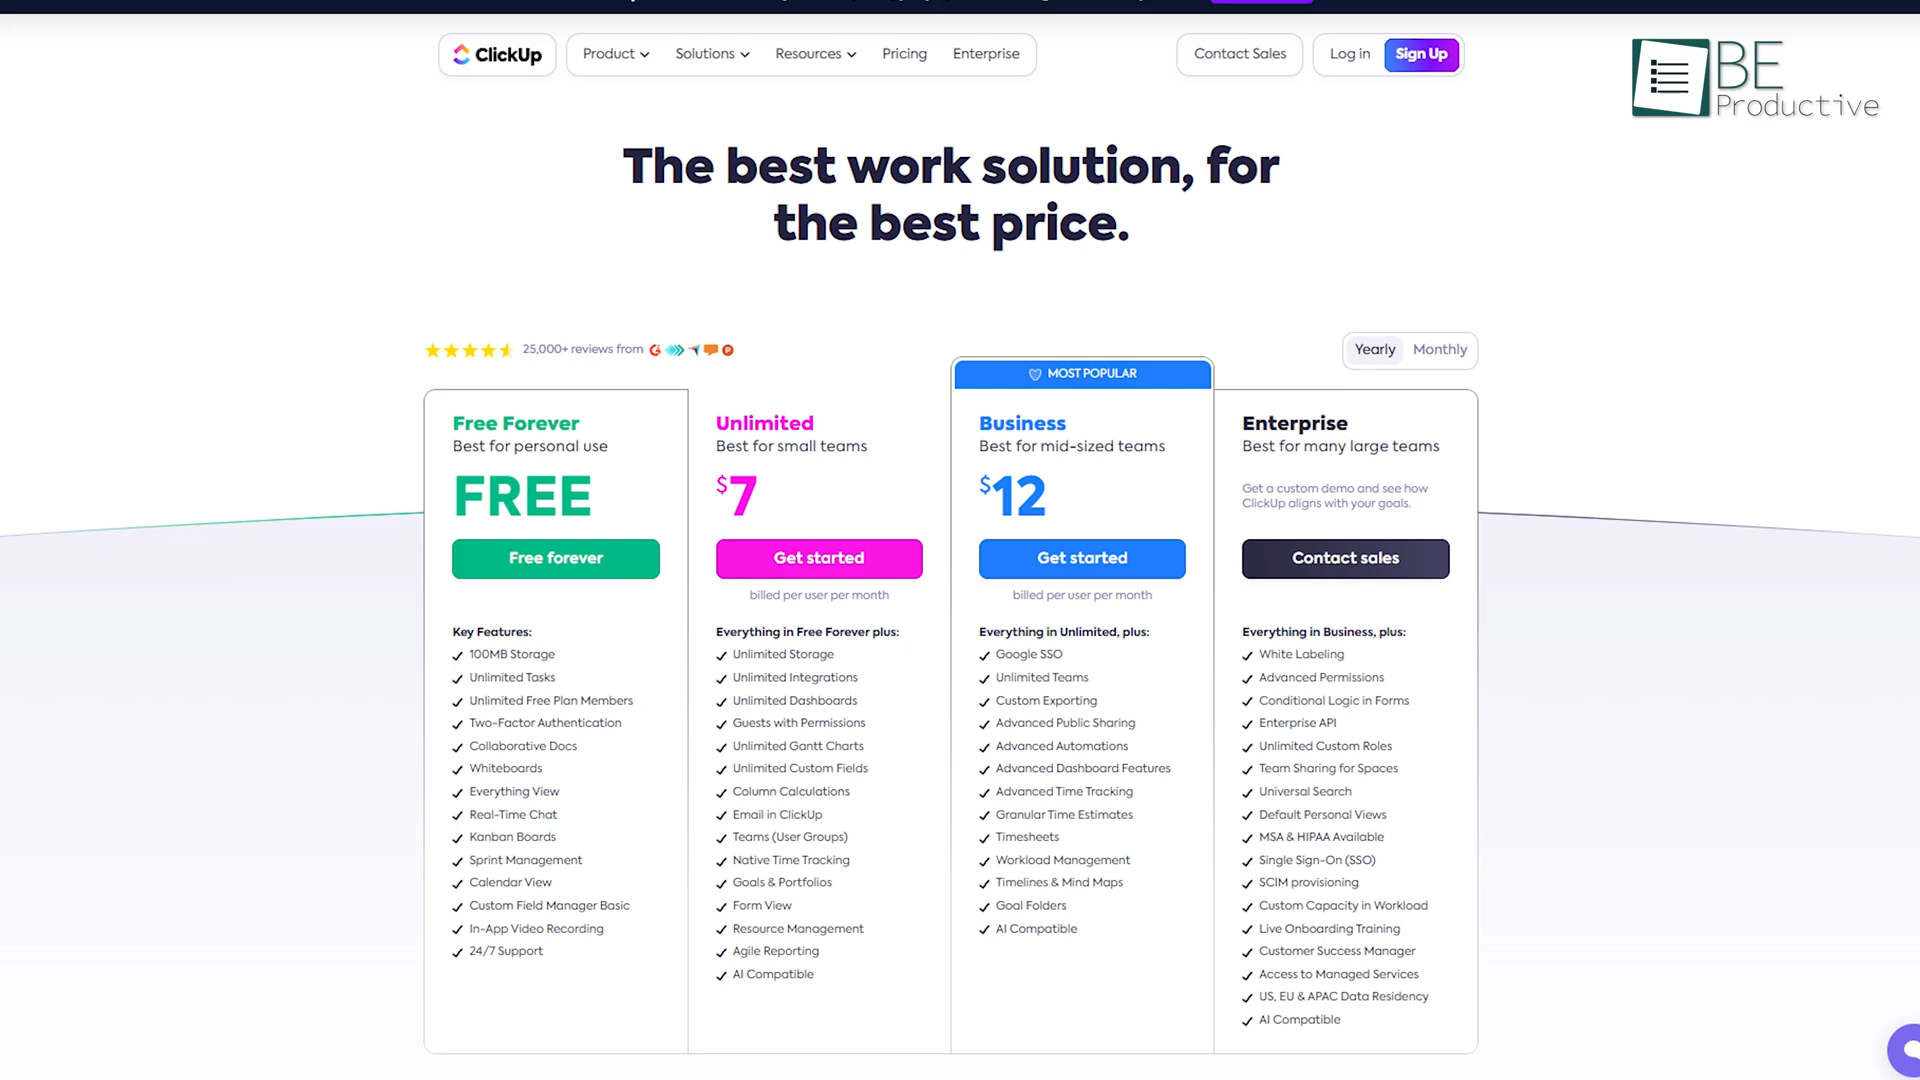 ClickUp
Product
Solutions
Resources
Pricing
Enterprise
Contact Sales
Log in
Sign Up
BE
Productive
The best work solution, for
the best price.
25,000+ reviews from
Yearly
Monthly
MOST POPULAR
Free Forever
Best for personal use
FREE
Free forever
Key Features:
100MB Storage
Unlimited Tasks
Unlimited Free Plan Members
Two-Factor Authentication
Collaborative Docs
Whiteboards
Everything View
Real-Time Chat
Kanban Boards
Sprint Management
Calendar View
Custom Field Manager Basic
In-App Video Recording
24/7 Support
Unlimited
Best for small teams
$7
Get started
billed per user per month
Everything in Free Forever plus:
Unlimited Storage
Unlimited Integrations
Unlimited Dashboards
Guests with Permissions
Unlimited Gantt Charts
Unlimited Custom Fields
Column Calculations
Email in ClickUp
Teams (User Groups)
Native Time Tracking
Goals & Portfolios
Form View
Resource Management
Agile Reporting
AI Compatible
Business
Best for mid-sized teams
$12
Get started
billed per user per month
Everything in Unlimited, plus:
Google SSO
Unlimited Teams
Custom Exporting
Advanced Public Sharing
Advanced Automations
Advanced Dashboard Features
Advanced Time Tracking
Granular Time Estimates
Timesheets
Workload Management
Timelines & Mind Maps
Goal Folders
AI Compatible
Enterprise
Best for many large teams
Get a custom demo and see how
ClickUp aligns with your goals.
Contact sales
Everything in Business, plus:
White Labeling
Advanced Permissions
Conditional Logic in Forms
Enterprise API
Unlimited Custom Roles
Team Sharing for Spaces
Universal Search
Default Personal Views
MSA & HIPAA Available
Single Sign-On (SSO)
SCIM provisioning
Custom Capacity in Workload
Live Onboarding Training
Customer Success Manager
Access to Managed Services
US, EU & APAC Data Residency
AI Compatible